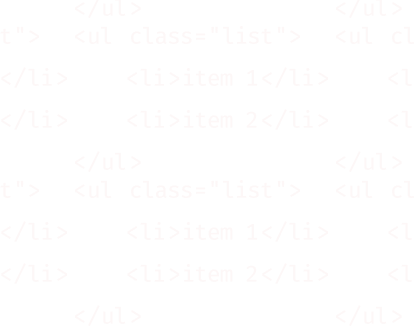 </ul> </ul>
t"> <ul class="list"> <ul cl
</li> <li>item 1</li> <l
</li> <li>item 2</li> <l
</ul> </ul>
t"> <ul class="list"> <ul cl
</li> <li>item 1</li> <l
</li> <li>item 2</li> <l
</ul> </ul>